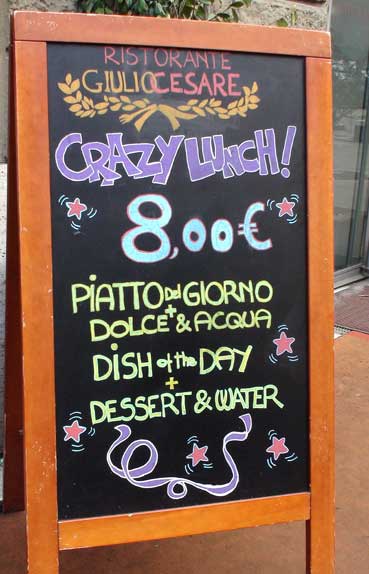 RISTORANTE
GIULIO CESARE
CRAZY LUNCH!
8,00€
PIATTO del GIORNO
+
DOLCE & ACQUA
DISH of the DAY
+
DESSERT & WATER